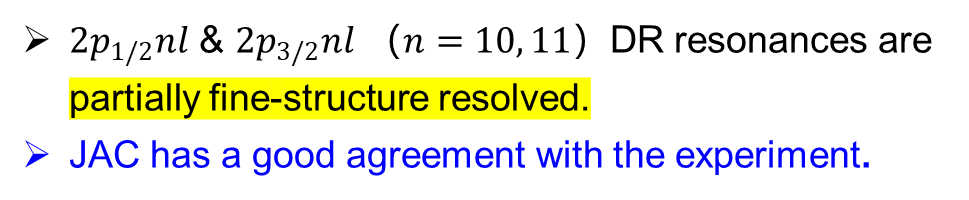 ➢ 2p₁/₂nl & 2p₃/₂nl (n = 10, 11) DR resonances are
partially fine-structure resolved.
➢ JAC has a good agreement with the experiment.